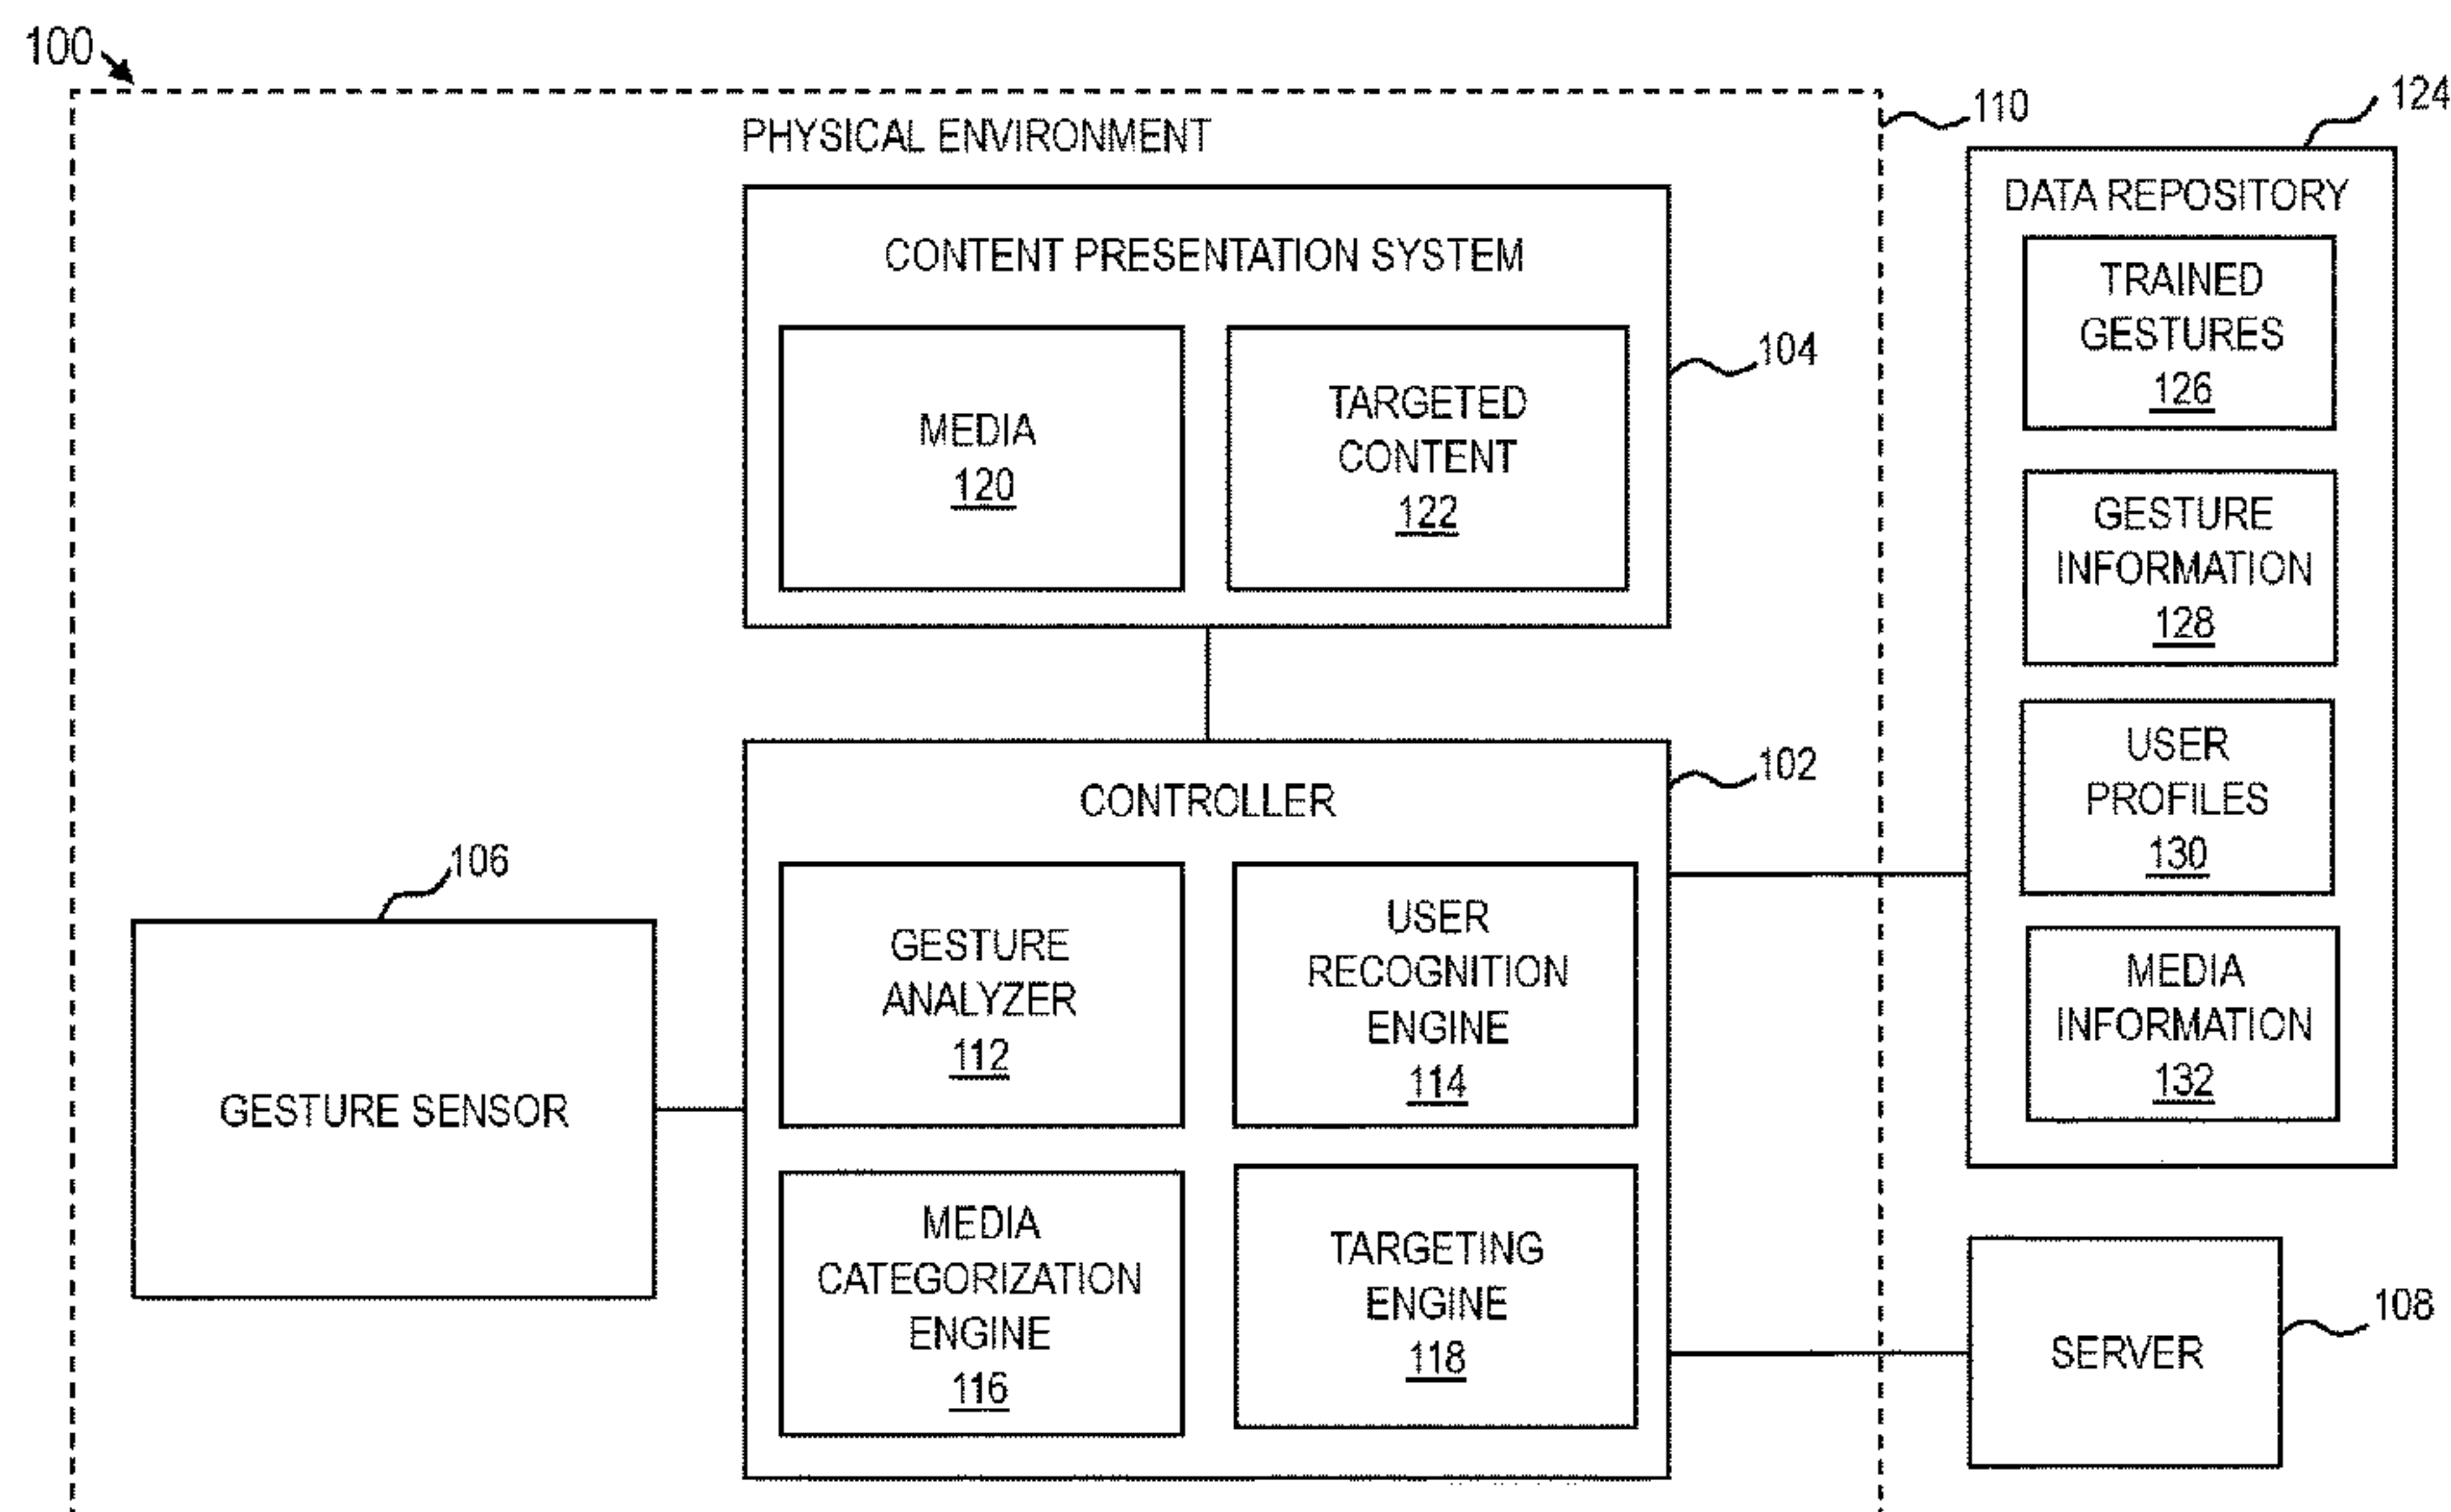 100
PHYSICAL ENVIRONMENT
110
124
CONTENT PRESENTATION SYSTEM
104
MEDIA
120
TARGETED
CONTENT
122
DATA REPOSITORY
TRAINED
GESTURES
126
GESTURE
INFORMATION
128
USER
PROFILES
130
MEDIA
INFORMATION
132
106
GESTURE SENSOR
CONTROLLER
102
GESTURE
ANALYZER
112
USER
RECOGNITION
ENGINE
114
MEDIA
CATEGORIZATION
ENGINE
116
TARGETING
ENGINE
118
SERVER
108